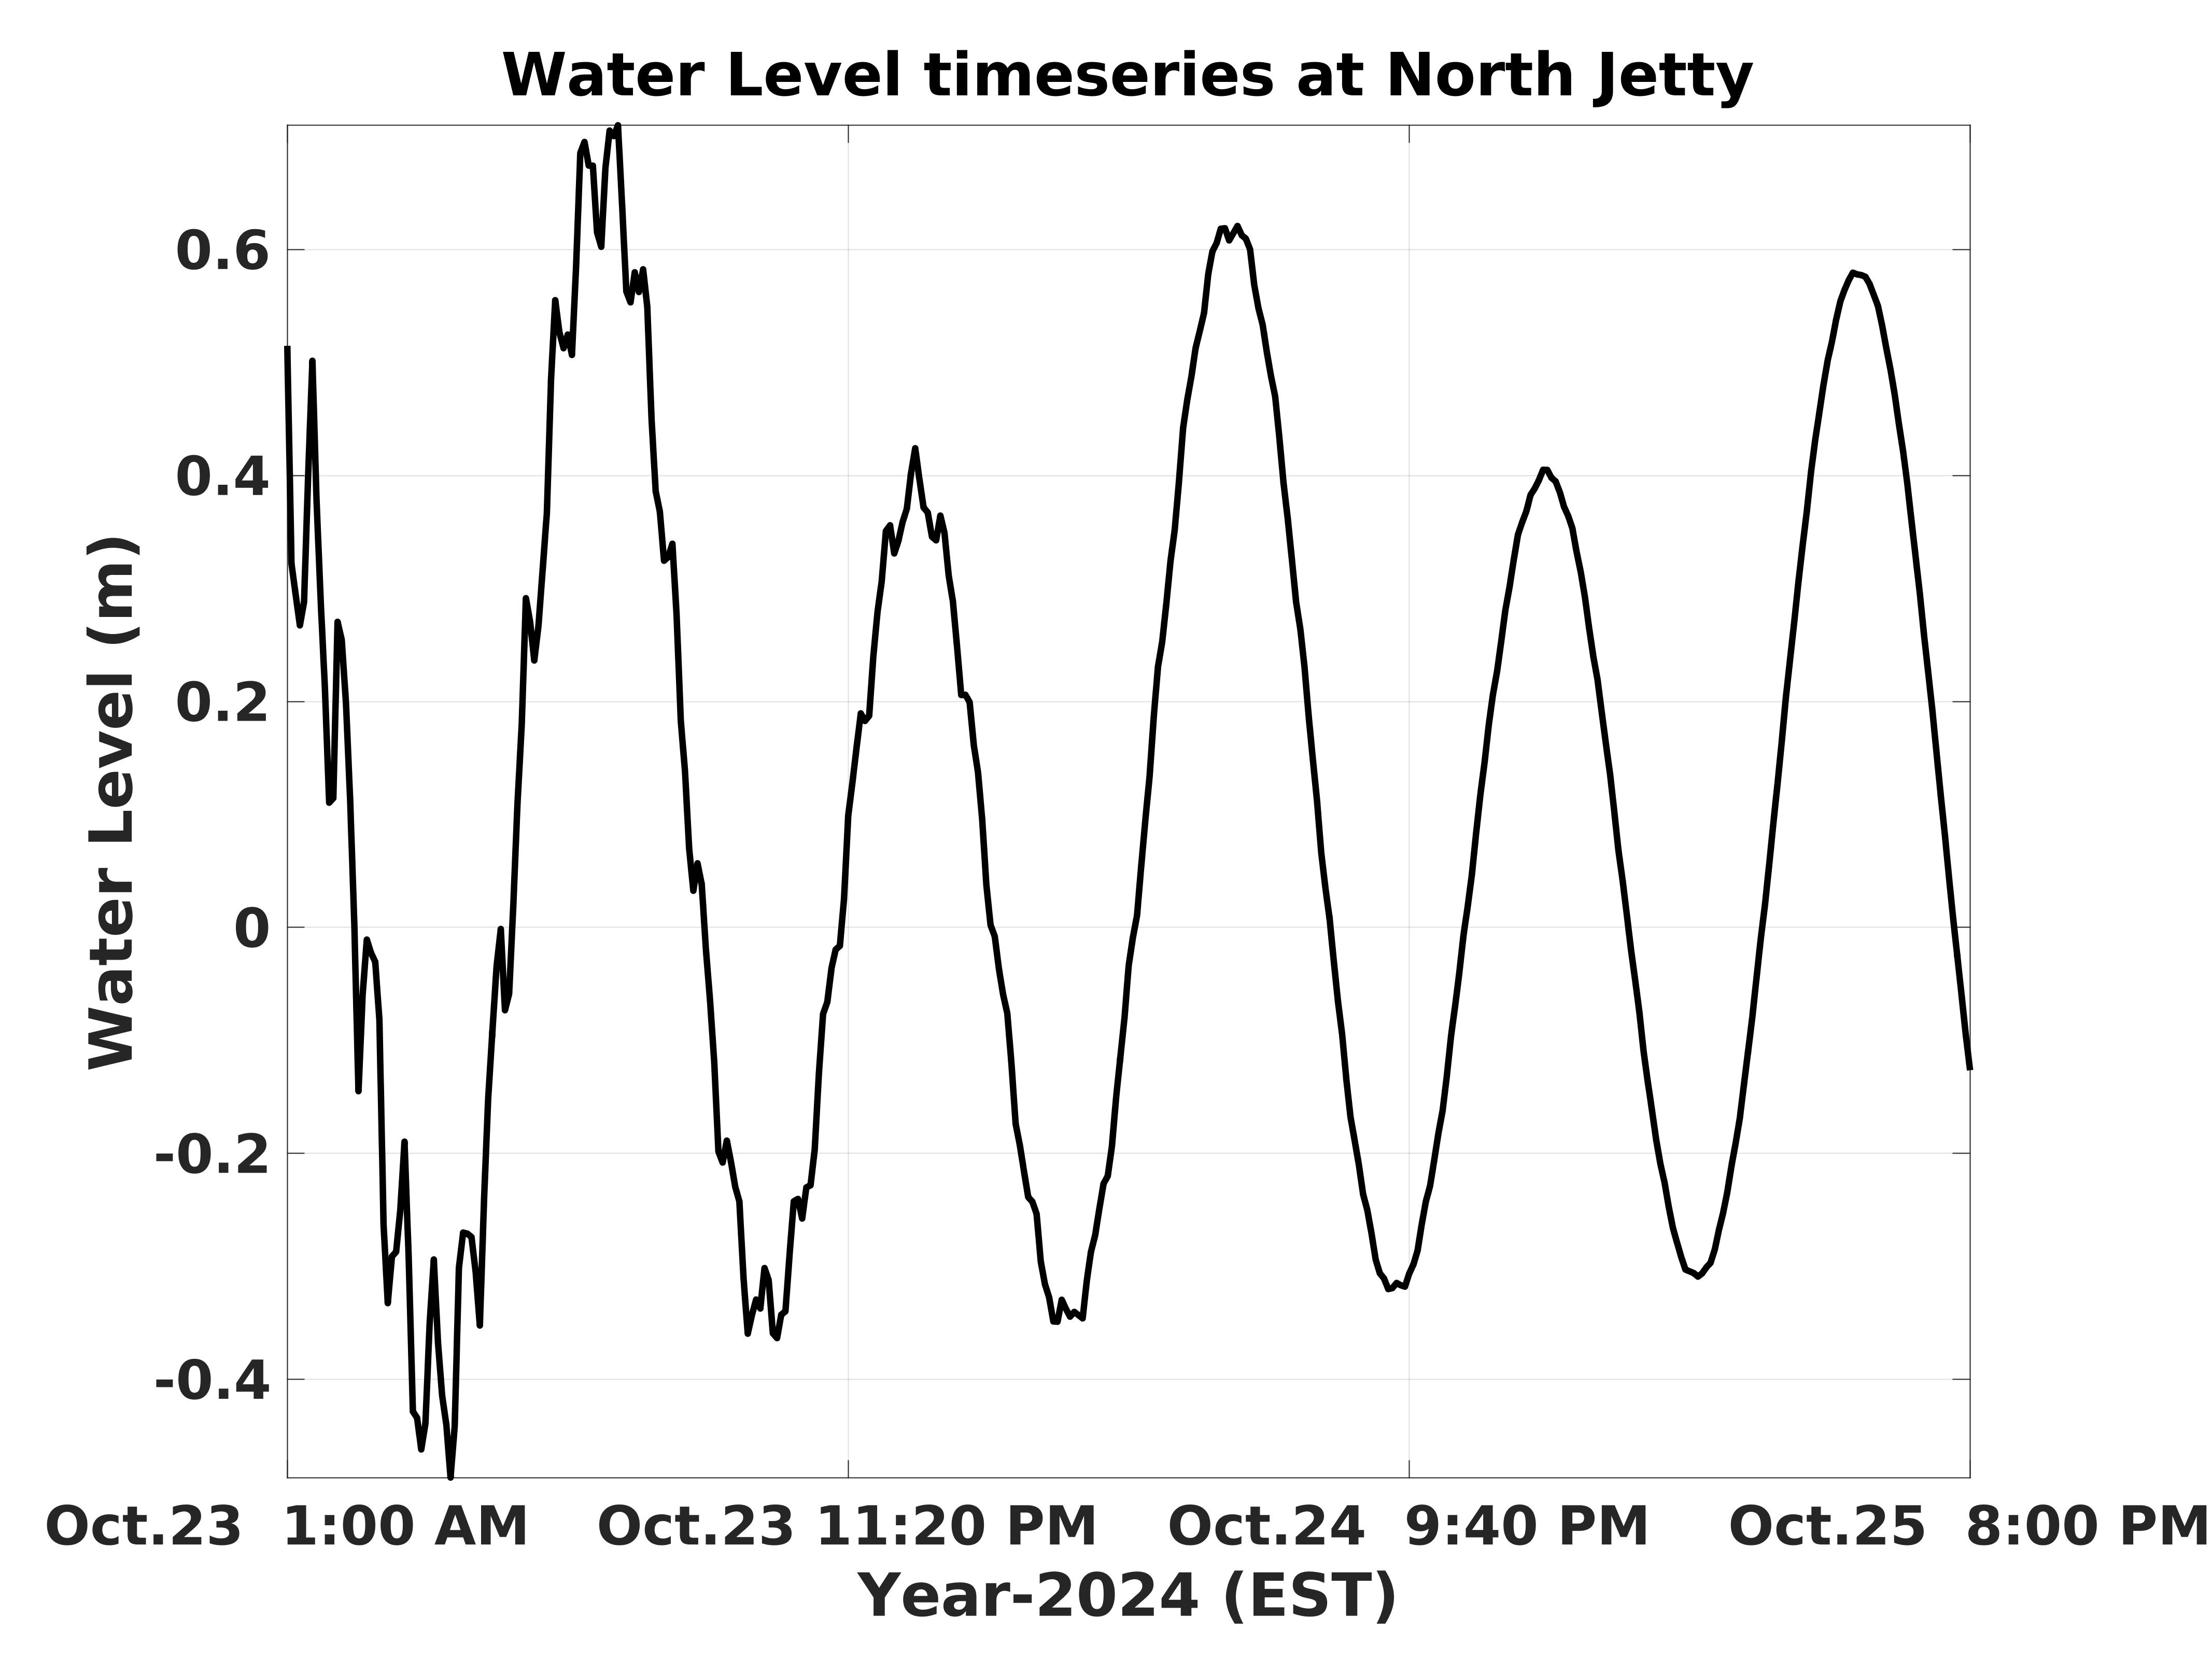 Water Level timeseries at North Jetty
Water Level (m)
0.6
0.4
0.2
0
-0.2
-0.4
Oct.23 1:00 AM Oct.23 11:20 PM Oct.24 9:40 PM Oct.25 8:00 PM
Year-2024 (EST)